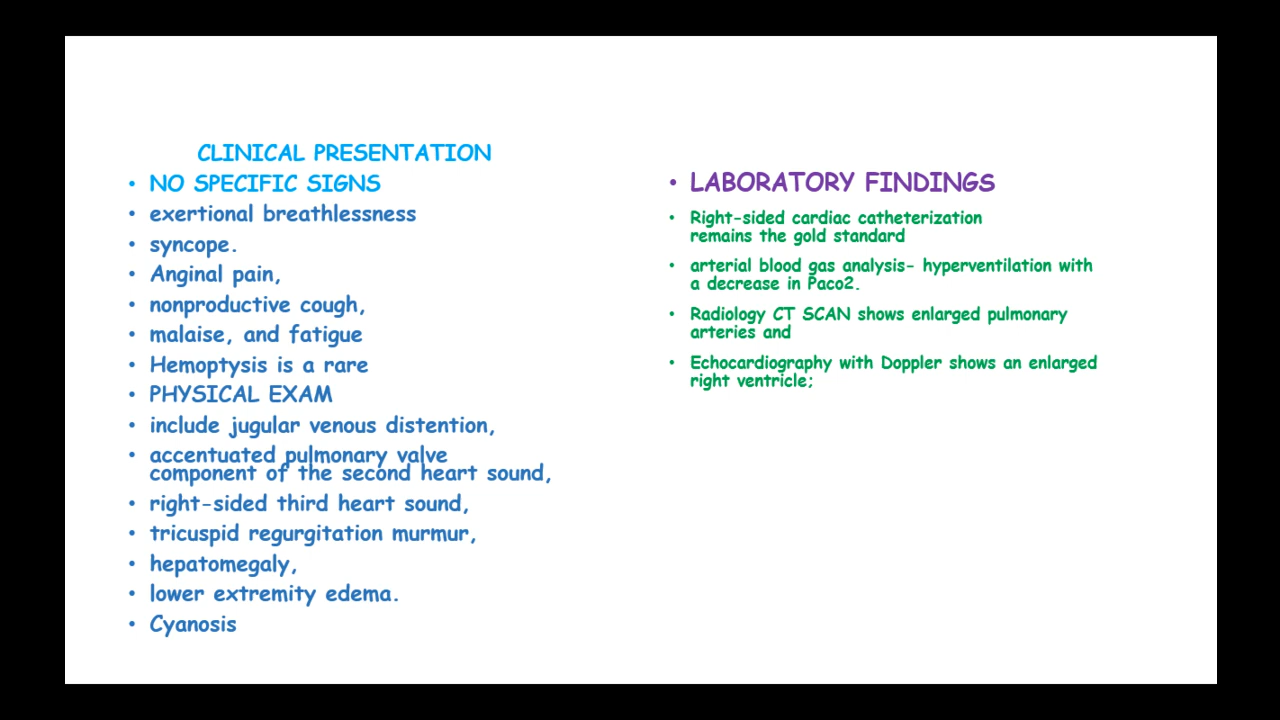 CLINICAL PRESENTATION
• NO SPECIFIC SIGNS
• exertional breathlessness
• syncope.
• Anginal pain,
• nonproductive cough,
• malaise, and fatigue
• Hemoptysis is a rare
• PHYSICAL EXAM
• include jugular venous distention,
• accentuated pulmonary valve
component of the second heart sound,
• right-sided third heart sound,
• tricuspid regurgitation murmur,
• hepatomegaly,
• lower extremity edema.
• Cyanosis
• LABORATORY FINDINGS
• Right-sided cardiac catheterization
remains the gold standard
• arterial blood gas analysis- hyperventilation with
a decrease in Paco2.
• Radiology CT SCAN shows enlarged pulmonary
arteries and
• Echocardiography with Doppler shows an enlarged
right ventricle;